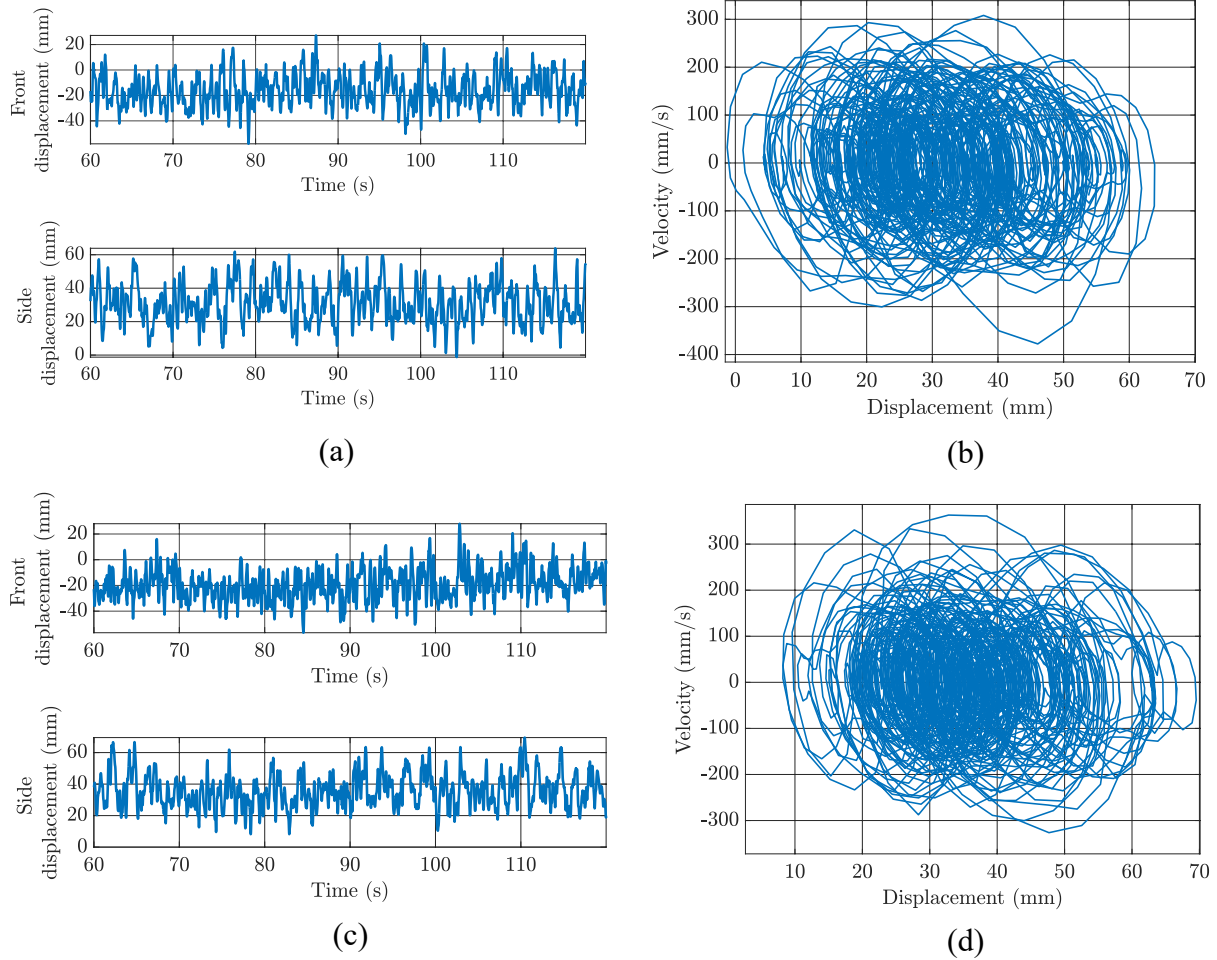 Front
displacement (mm)
20
0
-20
-40
60 70 80 90 100 110
Time (s)
Side
displacement (mm)
60
40
20
0
60 70 80 90 100 110
Time (s)
(a)
Velocity (mm/s)
300
200
100
0
-100
-200
-300
-400
0 10 20 30 40 50 60 70
Displacement (mm)
(b)
Front
displacement (mm)
20
0
-20
-40
60 70 80 90 100 110
Time (s)
Side
displacement (mm)
60
40
20
0
60 70 80 90 100 110
Time (s)
(c)
Velocity (mm/s)
300
200
100
0
-100
-200
-300
10 20 30 40 50 60 70
Displacement (mm)
(d)